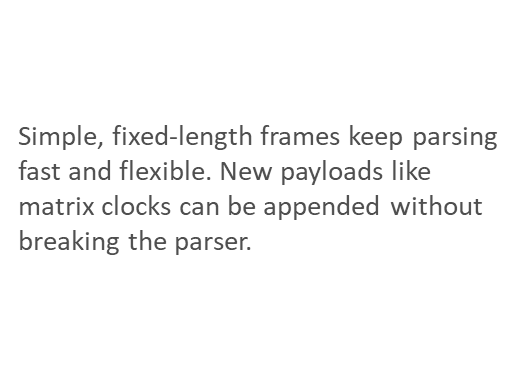 Simple, fixed-length frames keep parsing
fast and flexible. New payloads like
matrix clocks can be appended without
breaking the parser.